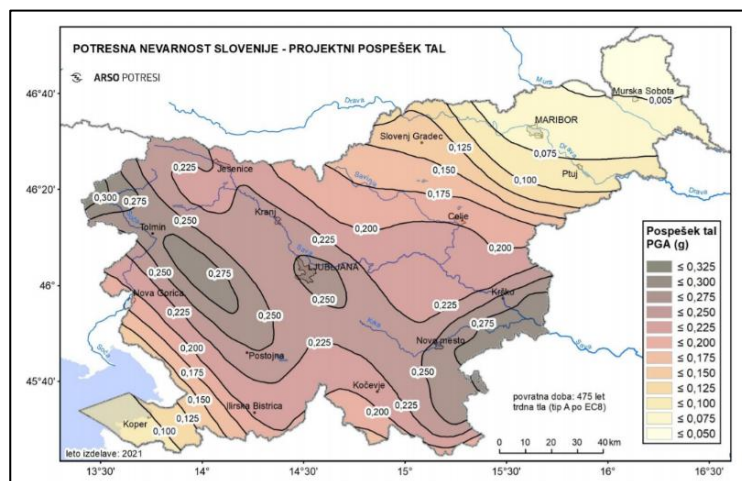 POTRESNA NEVARNOST SLOVENIJE - PROJEKTNI POSPEŠEK TAL
ARSO POTRESI
46°40'
46°20'
46°
45°40'
13°30'
14°
14°30'
15°
15°30'
16°
16°30'
Mura
Murska Sobota
0,005
Drava
MARIBOR
Slovenj Gradec
0,125
Drava
0,075
0,225
Jesenice
0,150
0,100
Ptuj
Drava
0,300
0,275
Savinja
0,175
0,250
Kranj
Celje
Tolmin
0,225
0,200
0,200
Sava
0,250
0,275
LJUBLJANA
0,250
Nova Gorica
0,225
Krško
Soča
0,225
Krka
0,275
0,250
Novo mesto
Sava
0,200
Postojna
0,225
0,175
0,250
Kočevje
0,150
Ilirska Bistrica
0,225
0,200
Koper
0,125
0,100
Pospešek tal
PGA (g)
≤ 0,325
≤ 0,300
≤ 0,275
≤ 0,250
≤ 0,225
≤ 0,200
≤ 0,175
≤ 0,150
≤ 0,125
≤ 0,100
≤ 0,075
≤ 0,050
povratna doba: 475 let
trdna tla (tip A po EC8)
0 10 20 30 40
km
leto izdelave: 2021